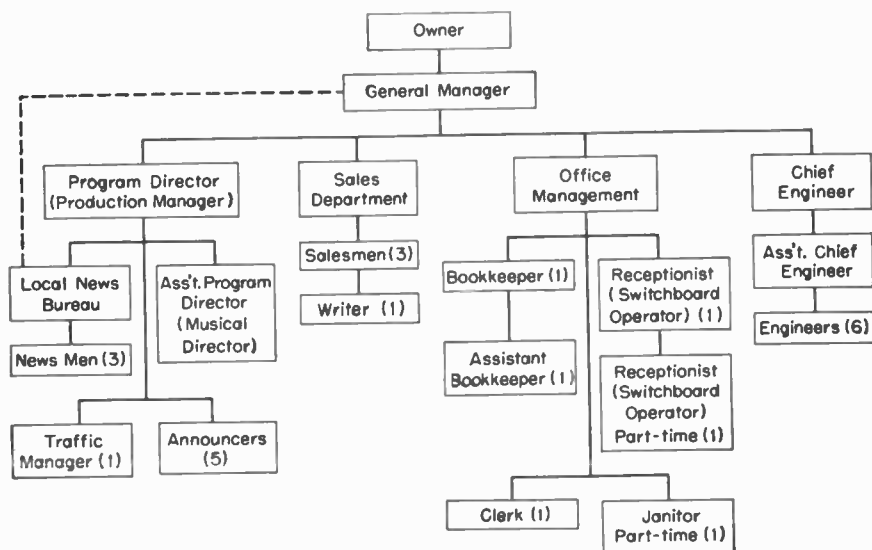 Owner
General Manager
Program Director
(Production Manager)
Sales
Department
Office
Management
Chief
Engineer
Local News
Bureau
Ass't. Program
Director
(Musical
Director)
Salesmen (3)
Writer (1)
Bookkeeper (1)
Receptionist
(Switchboard
Operator) (1)
Ass't. Chief
Engineer
Engineers (6)
News Men (3)
Assistant
Bookkeeper (1)
Receptionist
(Switchboard
Operator)
Part-time (1)
Traffic
Manager (1)
Announcers
(5)
Clerk (1)
Janitor
Part-time (1)